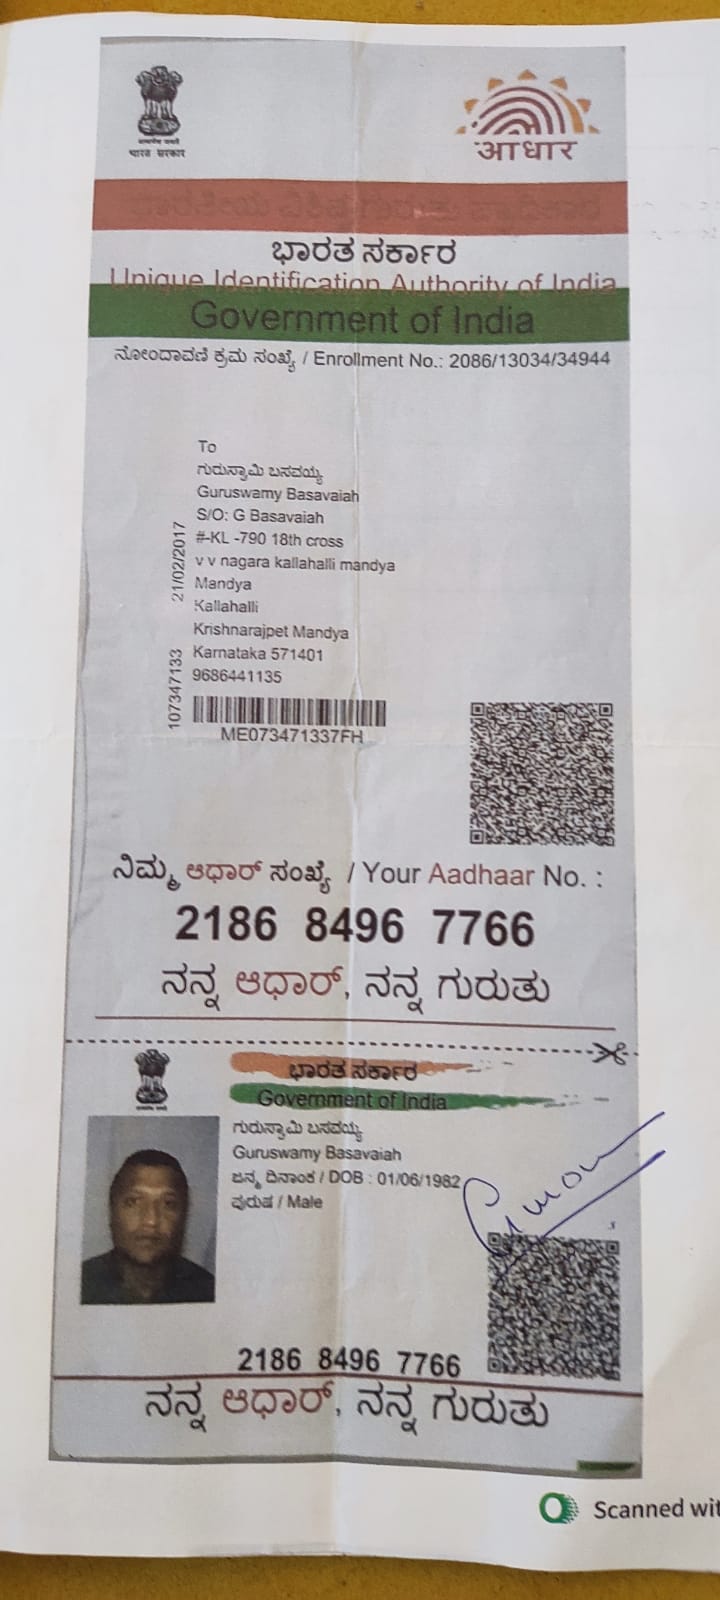 भारत सरकार
आधार
ಭಾರತ ಸರ್ಕಾರ
Unique Identification Authority of India
Government of India
ನೋಂದಾವಣಿ ಕ್ರಮ ಸಂಖ್ಯೆ / Enrollment No.: 2086/13034/34944
To
ಗುರುಸ್ವಾಮಿ ಬಸವಯ್ಯ
Guruswamy Basavaiah
S/O: G Basavaiah
#-KL -790 18th cross
v v nagara kallahalli mandya
Mandya
Kallahalli
Krishnarajpet Mandya
Karnataka 571401
9686441135
21/02/2017
107347133
ME073471337FH
ನಿಮ್ಮ ಆಧಾರ್ ಸಂಖ್ಯೆ / Your Aadhaar No. :
2186 8496 7766
ನನ್ನ ಆಧಾರ್, ನನ್ನ ಗುರುತು
ಭಾರತ ಸರ್ಕಾರ
Government of India
ಗುರುಸ್ವಾಮಿ ಬಸವಯ್ಯ
Guruswamy Basavaiah
ಜನ್ಮ ದಿನಾಂಕ / DOB : 01/06/1982
ಪುರುಷ / Male
2186 8496 7766
ನನ್ನ ಆಧಾರ್, ನನ್ನ ಗುರುತು
Scanned wit